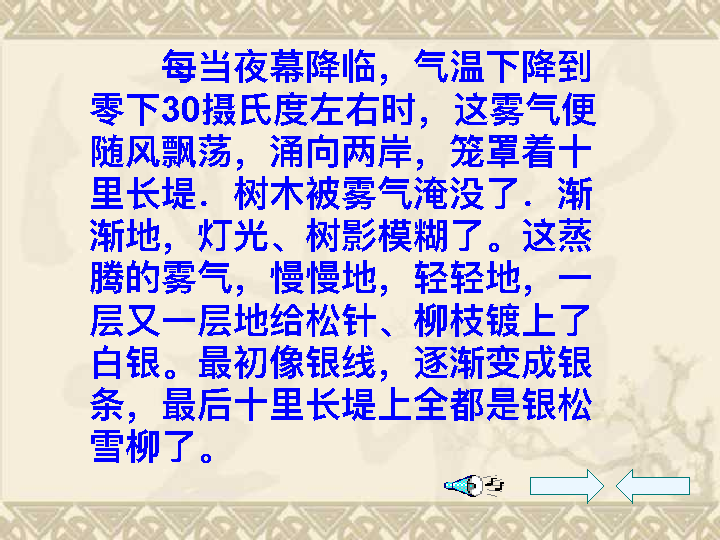 每当夜幕降临，气温下降到
零下30摄氏度左右时，这雾气便
随风飘荡，涌向两岸，笼罩着十
里长堤．树木被雾气淹没了．渐
渐地，灯光、树影模糊了。这蒸
腾的雾气，慢慢地，轻轻地，一
层又一层地给松针、柳枝镀上了
白银。最初像银线，逐渐变成银
条，最后十里长堤上全都是银松
雪柳了。